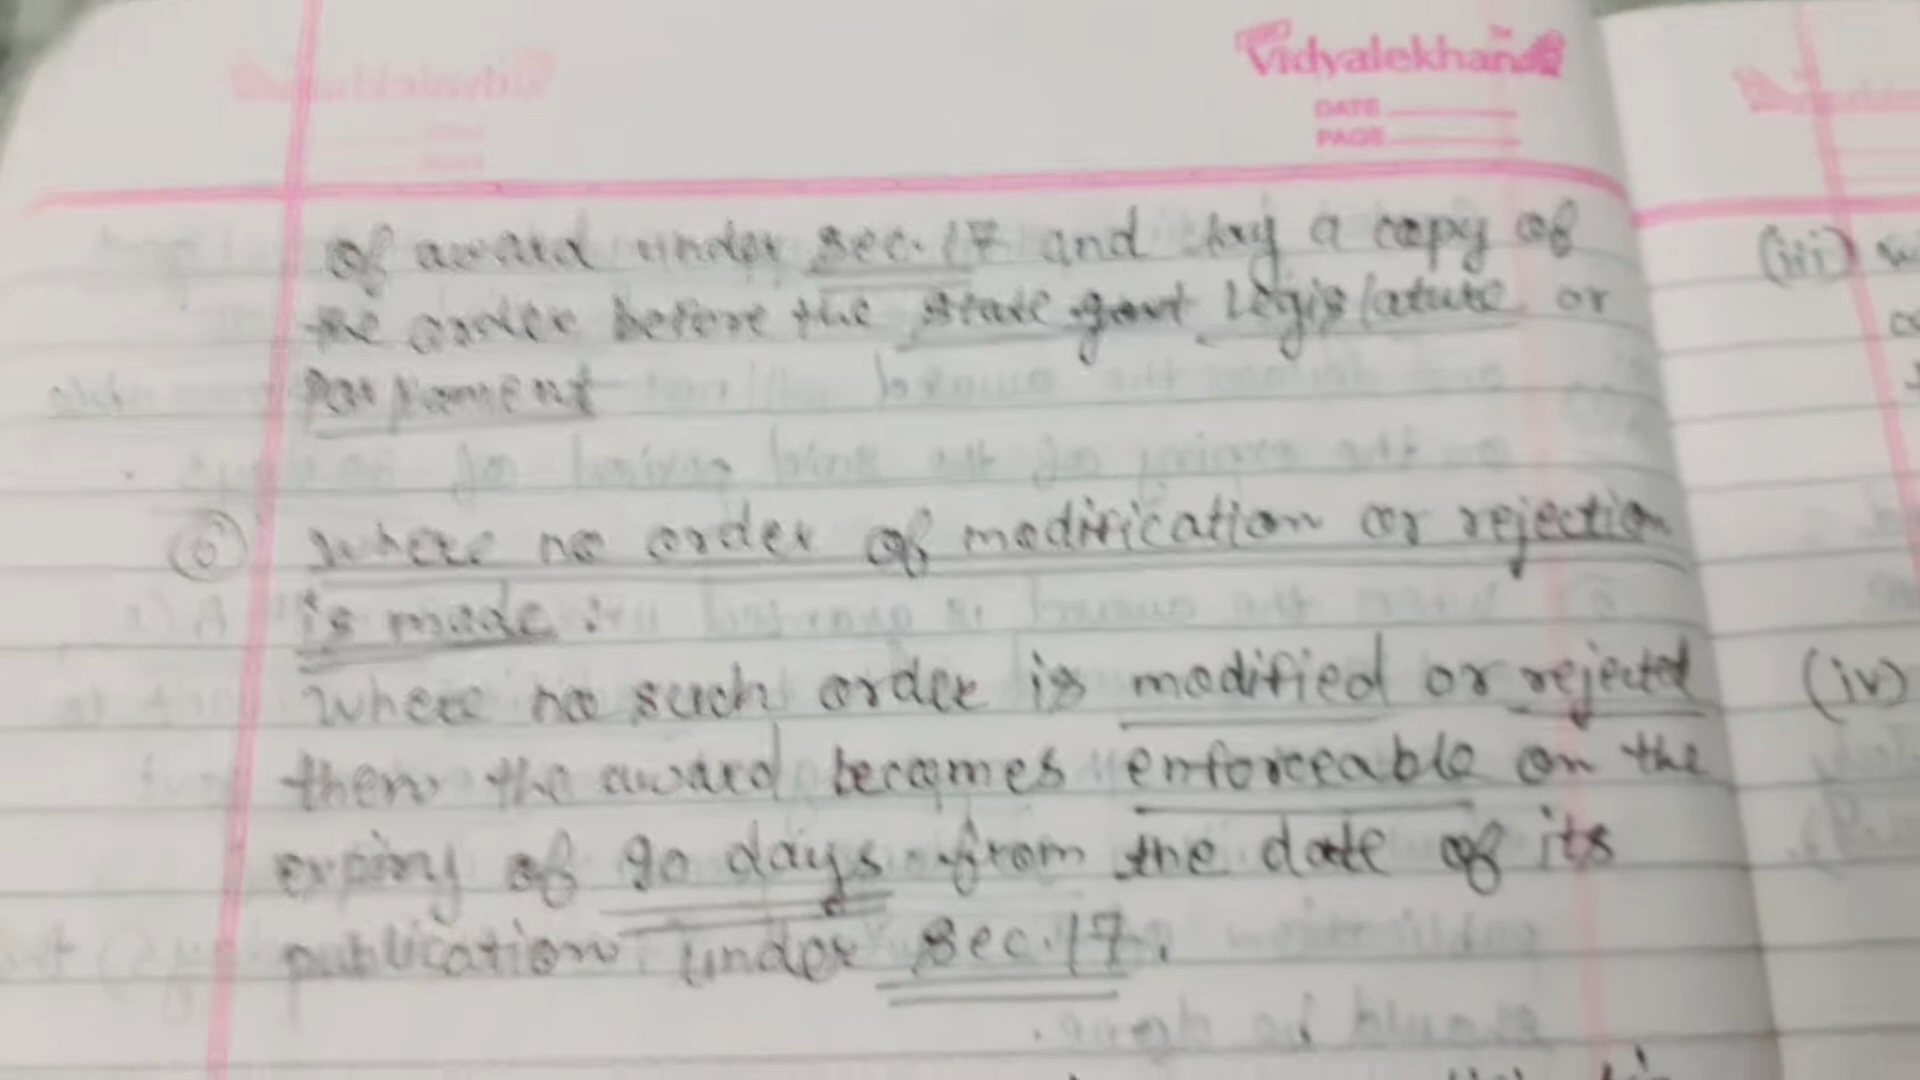 Vidyalekhan
DATE
PAGE
of award under sec.17 and lay a copy of
the order before the state govt Legislature or
Parliament
(iii)
where no order of modification or rejection
is made :
where no such order is modified or rejected (iv)
then the award becomes enforceable on the
expiry of 90 days from the date of its
publication under sec.17.